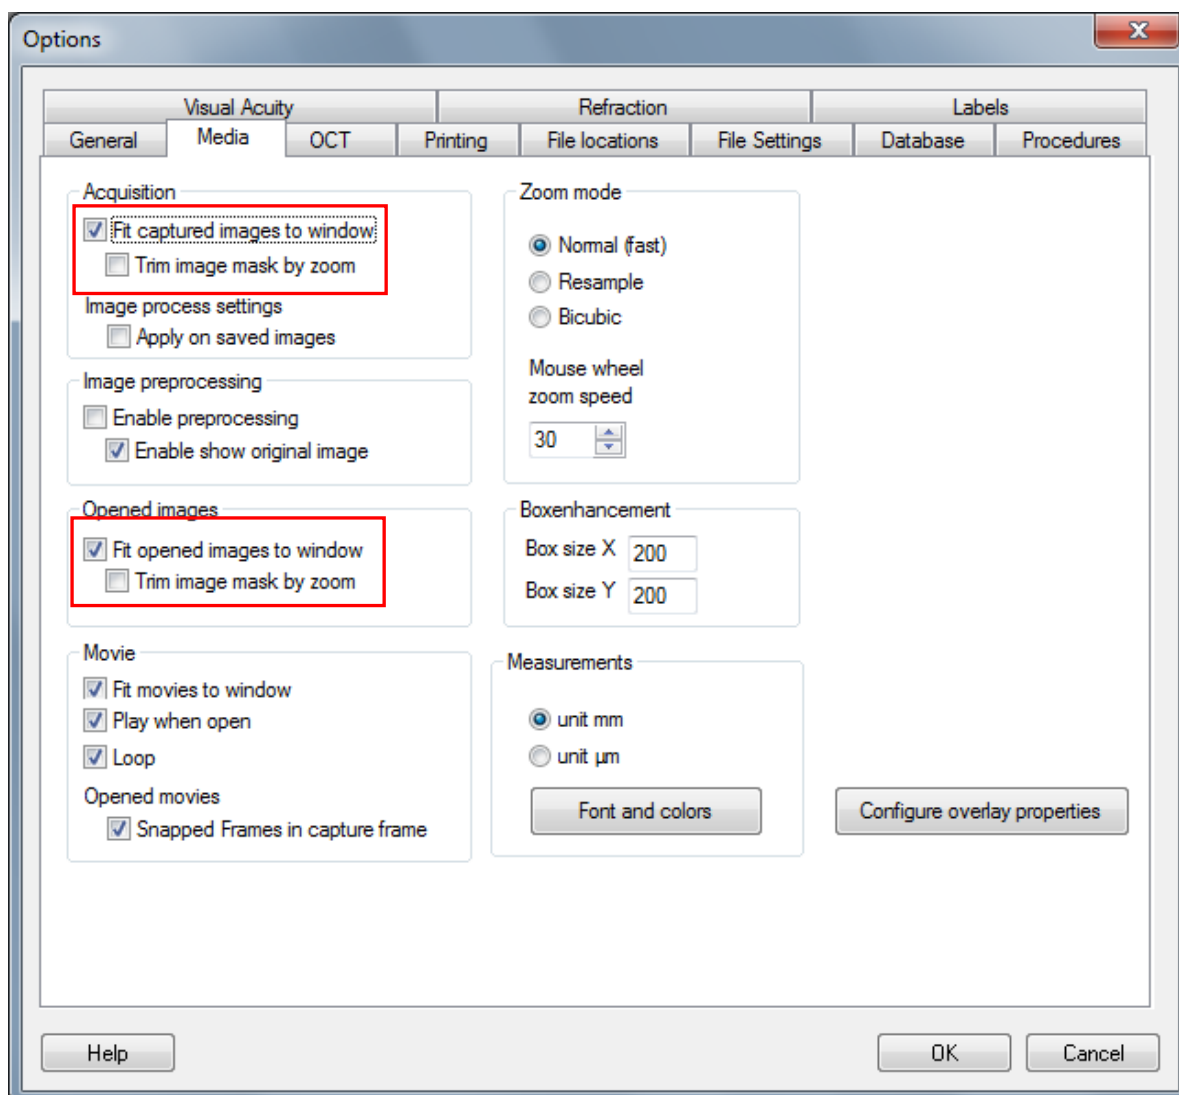 Options
Visual Acuity
Refraction
Labels
General
Media
OCT
Printing
File locations
File Settings
Database
Procedures
Acquisition
Fit captured images to window
Trim image mask by zoom
Image process settings
Apply on saved images
Image preprocessing
Enable preprocessing
Enable show original image
Opened images
Fit opened images to window
Trim image mask by zoom
Movie
Fit movies to window
Play when open
Loop
Opened movies
Snapped Frames in capture frame
Zoom mode
Normal (fast)
Resample
Bicubic
Mouse wheel
zoom speed
30
Boxenhancement
Box size X 200
Box size Y 200
Measurements
unit mm
unit µm
Font and colors
Configure overlay properties
Help
OK
Cancel